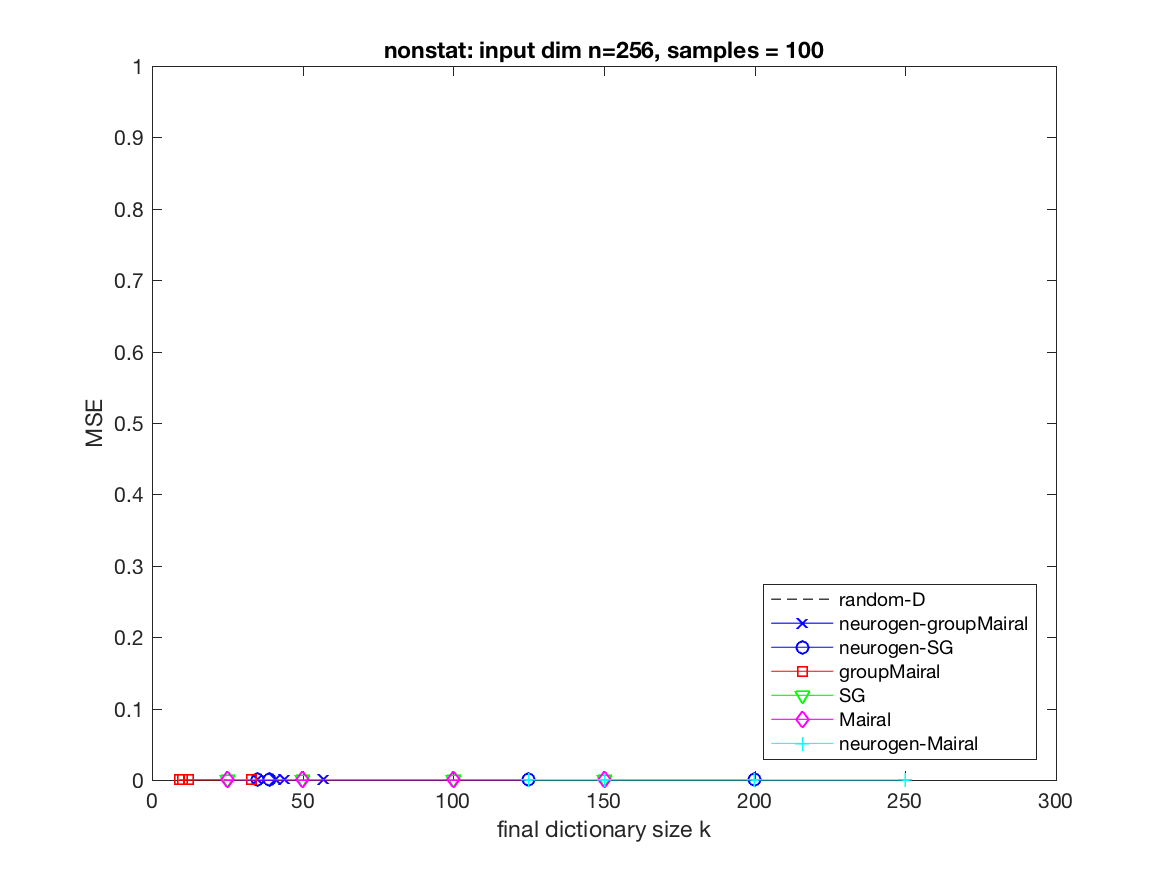 nonstat: input dim n=256, samples = 100
1
0.9
0.8
0.7
0.6
0.5
0.4
0.3
0.2
0.1
0
MSE
random-D
neurogen-groupMairal
neurogen-SG
groupMairal
SG
Mairal
neurogen-Mairal
0 50 100 150 200 250 300
final dictionary size k